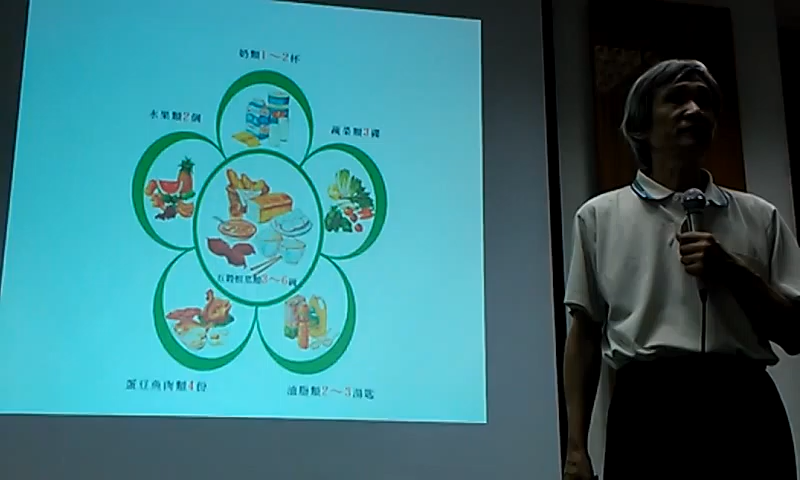 奶類1～2杯
水果類2個
蔬菜類3碟
五穀根莖類3～6碗
蛋豆魚肉類4份
油脂類2～3湯匙